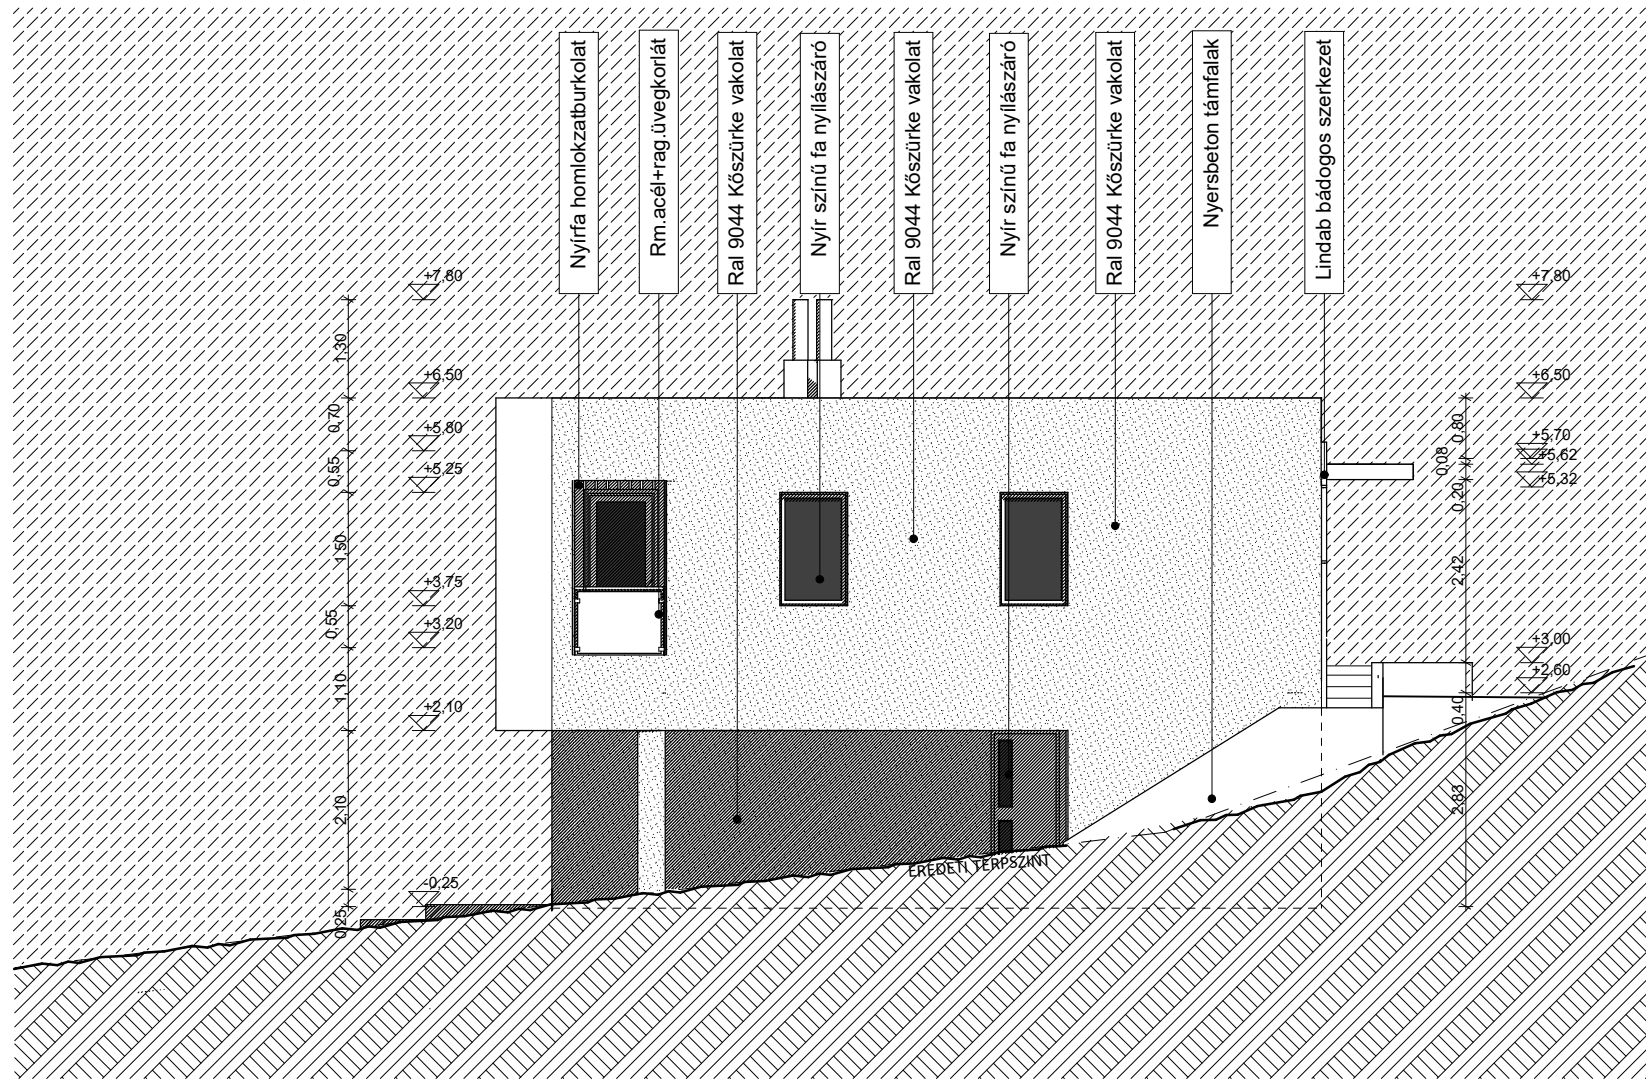 Nyírfa homlokzatburkolat
Rm.acél+rag.üvegkorlát
Ral 9044 Kőszürke vakolat
Nyír színű fa nyílászáró
Ral 9044 Kőszürke vakolat
Nyír színű fa nyílászáró
Ral 9044 Kőszürke vakolat
Nyersbeton támfalak
Lindab bádogos szerkezet
+7,80
+6,50
+5,80
+5,25
+3,75
+3,20
+2,10
-0,25
1,30
0,70
0,55
1,50
0,55
1,10
2,10
0,25
+7,80
+6,50
+5,70
+5,62
+5,32
+3,00
+2,60
0,80
0,08
0,20
2,42
0,40
2,83
EREDETI TERPSZINT